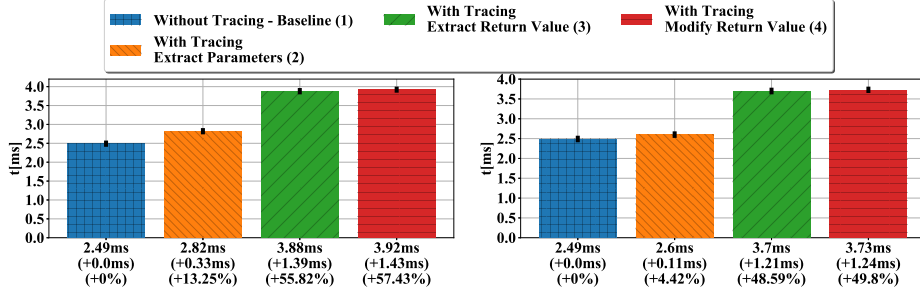 Without Tracing - Baseline (1)
With Tracing
Extract Parameters (2)
With Tracing
Extract Return Value (3)
With Tracing
Modify Return Value (4)
t[ms]
4.0
3.5
3.0
2.5
2.0
1.5
1.0
0.5
0.0
2.49ms
(+0.0ms)
(+0%)
2.82ms
(+0.33ms)
(+13.25%)
3.88ms
(+1.39ms)
(+55.82%)
3.92ms
(+1.43ms)
(+57.43%)
t[ms]
4.0
3.5
3.0
2.5
2.0
1.5
1.0
0.5
0.0
2.49ms
(+0.0ms)
(+0%)
2.6ms
(+0.11ms)
(+4.42%)
3.7ms
(+1.21ms)
(+48.59%)
3.73ms
(+1.24ms)
(+49.8%)